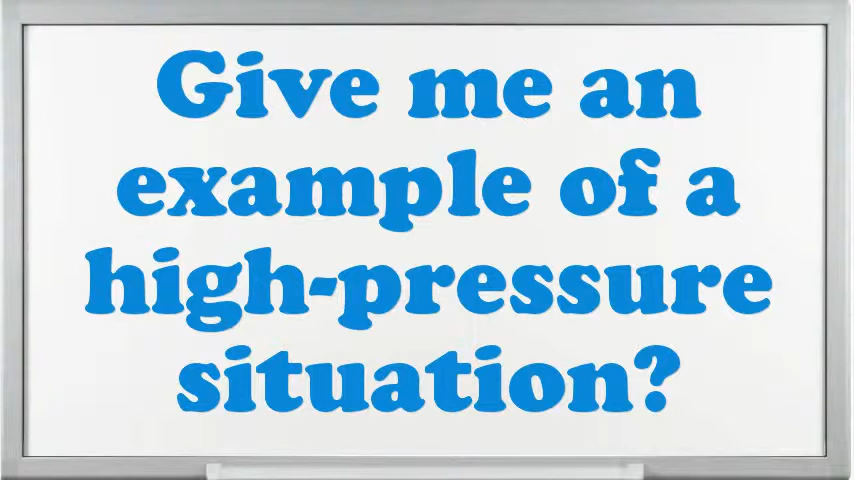 Give me an
example of a
high-pressure
situation?